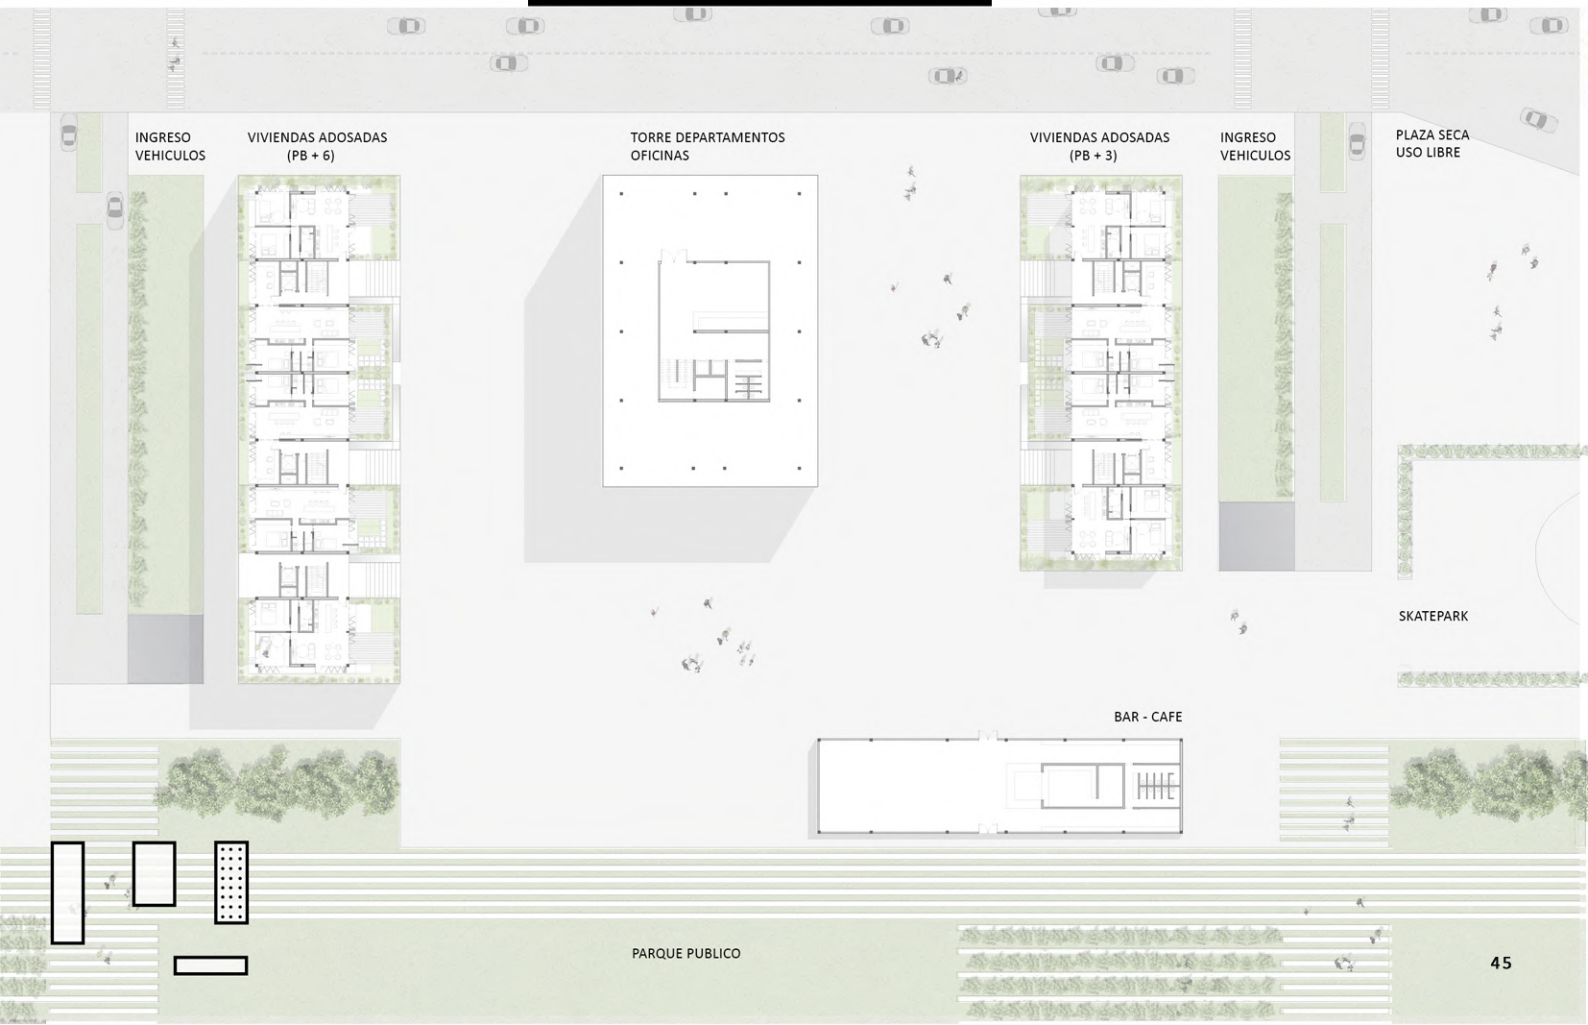 INGRESO
VEHICULOS
VIVIENDAS ADOSADAS
(PB + 6)
TORRE DEPARTAMENTOS
OFICINAS
VIVIENDAS ADOSADAS
(PB + 3)
INGRESO
VEHICULOS
PLAZA SECA
USO LIBRE
SKATEPARK
BAR - CAFE
PARQUE PUBLICO
45